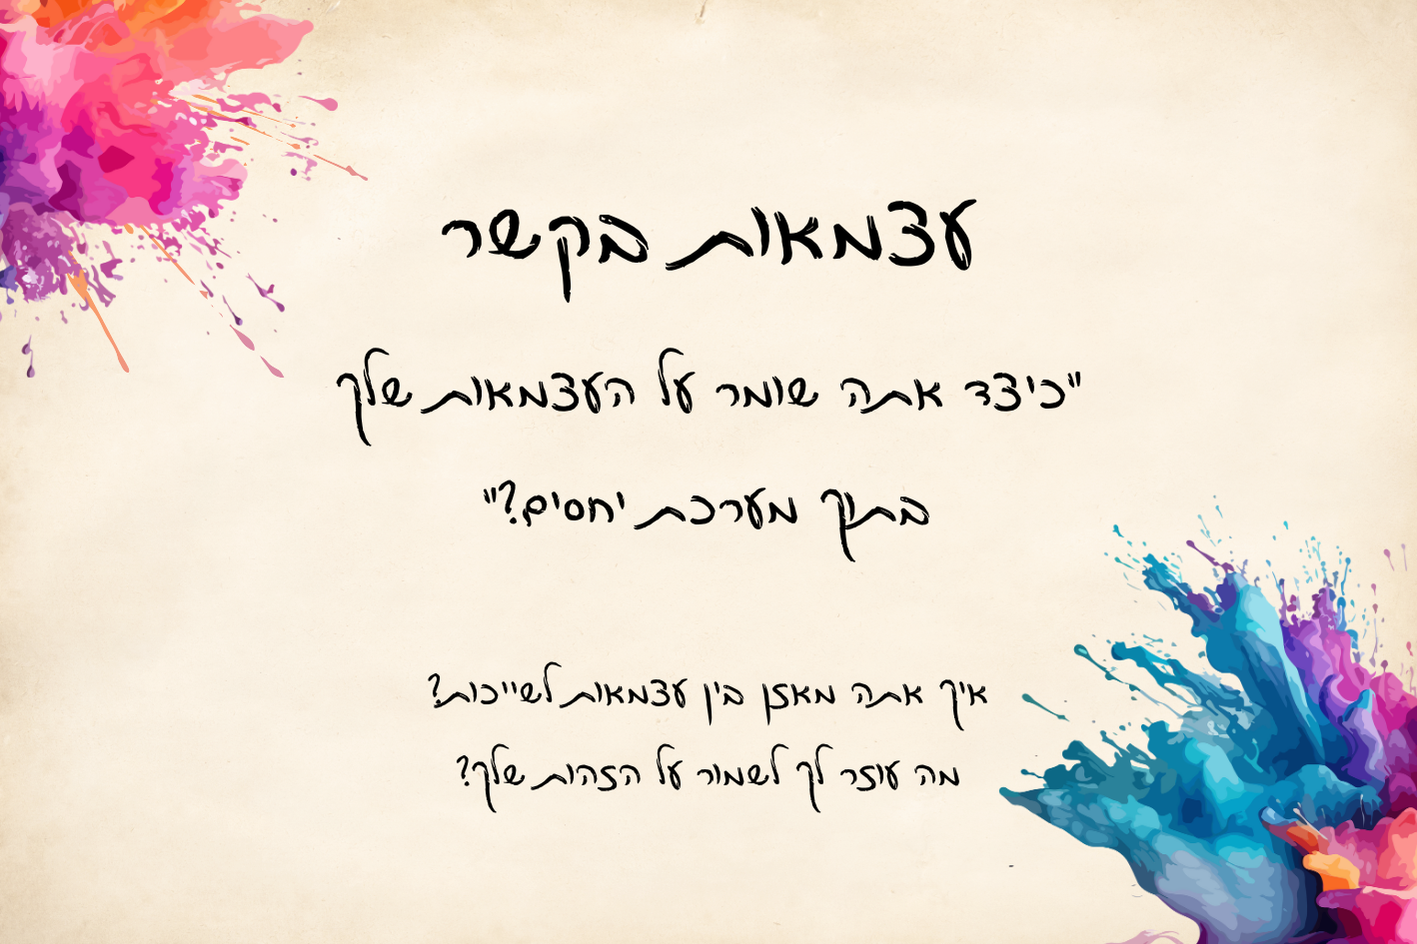 עצמאות בקשר
"כיצד אתה שומר על העצמאות שלך
בתוך מערכת יחסים?"
איך אתה מאזן בין עצמאות לשייכות?
מה עוזר לך לשמור על הזהות שלך?